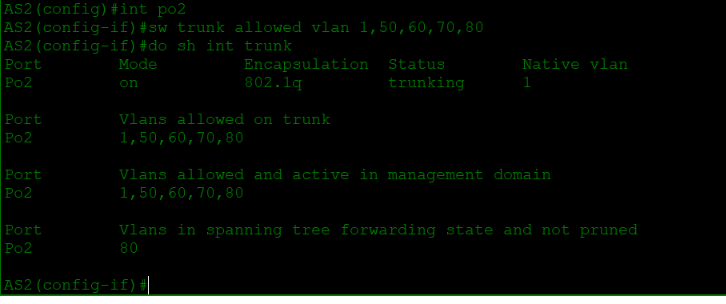 AS2(config)#int po2
AS2(config-if)#sw trunk allowed vlan 1,50,60,70,80
AS2(config-if)#do sh int trunk
Port Mode Encapsulation Status Native vlan
Po2 on 802.1q trunking 1
Port Vlans allowed on trunk
Po2 1,50,60,70,80
Port Vlans allowed and active in management domain
Po2 1,50,60,70,80
Port Vlans in spanning tree forwarding state and not pruned
Po2 80
AS2(config-if)#